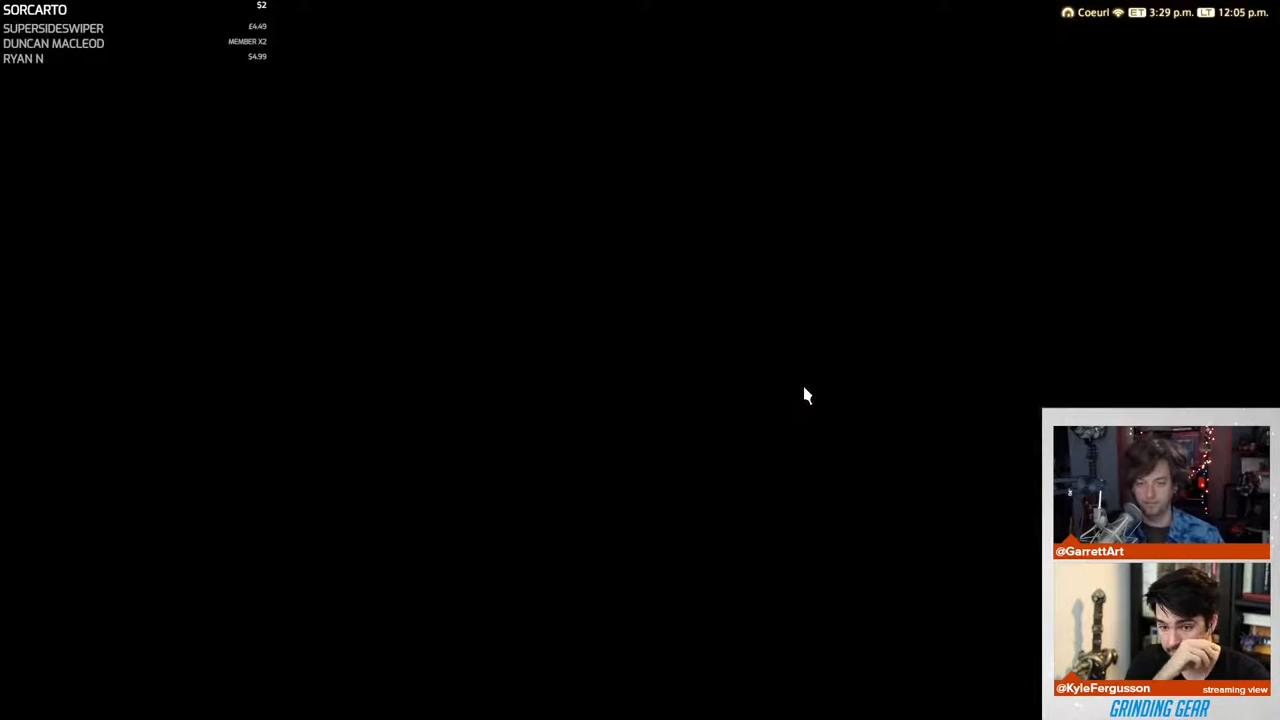 SORCARTO $2
SUPERSIDESWIPER £4.49
DUNCAN MACLEOD MEMBER X2
RYAN N $4.99
Coeurl ET 3:29 p.m. LT 12:05 p.m.
@GarrettArt
@KyleFergusson streaming view
GRINDING GEAR